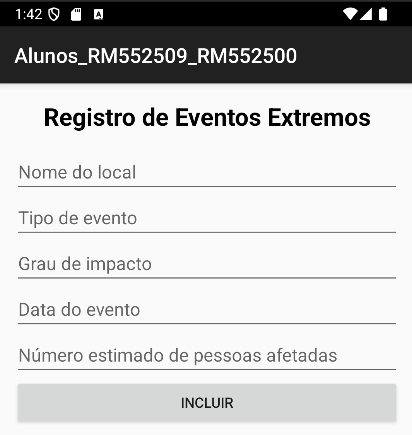 1:42
Alunos_RM552509_RM552500
Registro de Eventos Extremos
Nome do local
Tipo de evento
Grau de impacto
Data do evento
Número estimado de pessoas afetadas
INCLUIR